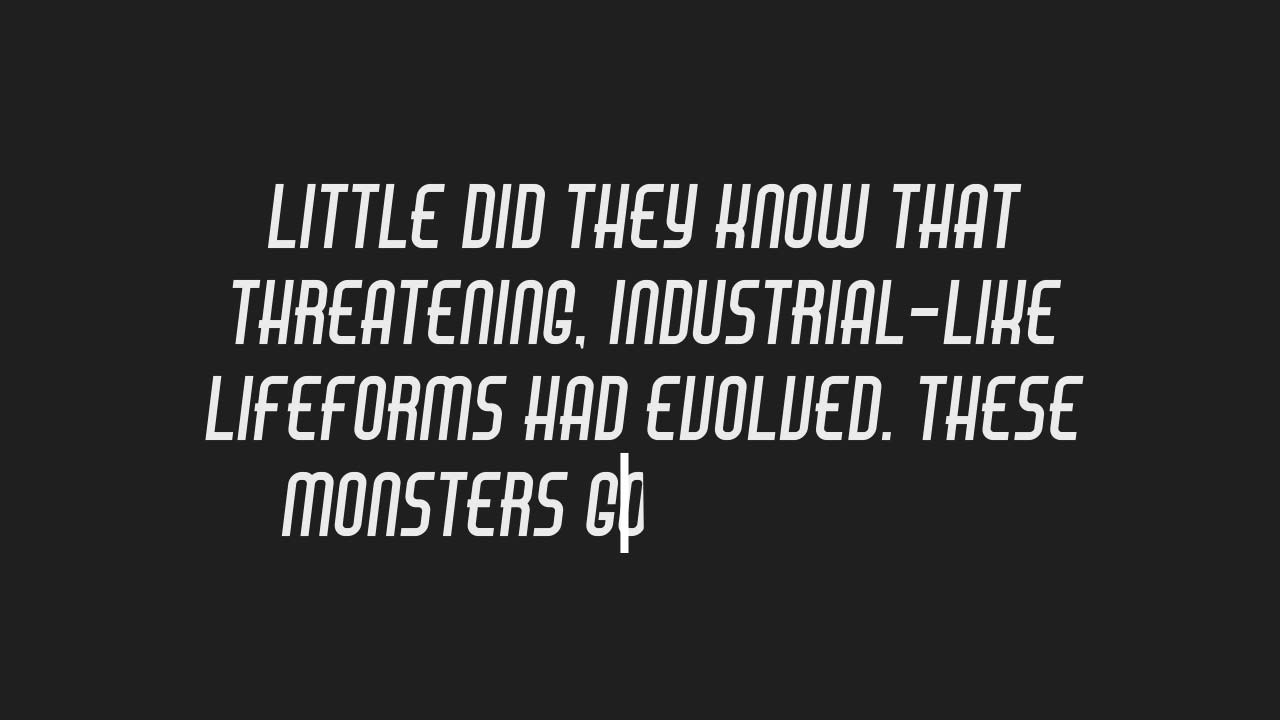 LITTLE DID THEY KNOW THAT
THREATENING, INDUSTRIAL-LIKE
LIFEFORMS HAD EVOLVED. THESE
MONSTERS GO